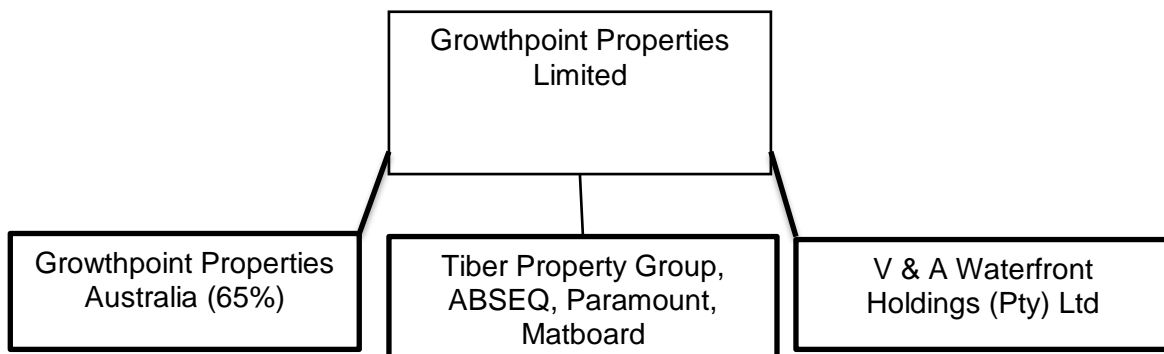 Growthpoint Properties
Limited
Growthpoint Properties
Australia (65%)
Tiber Property Group,
ABSEQ, Paramount,
Matboard
V & A Waterfront
Holdings (Pty) Ltd